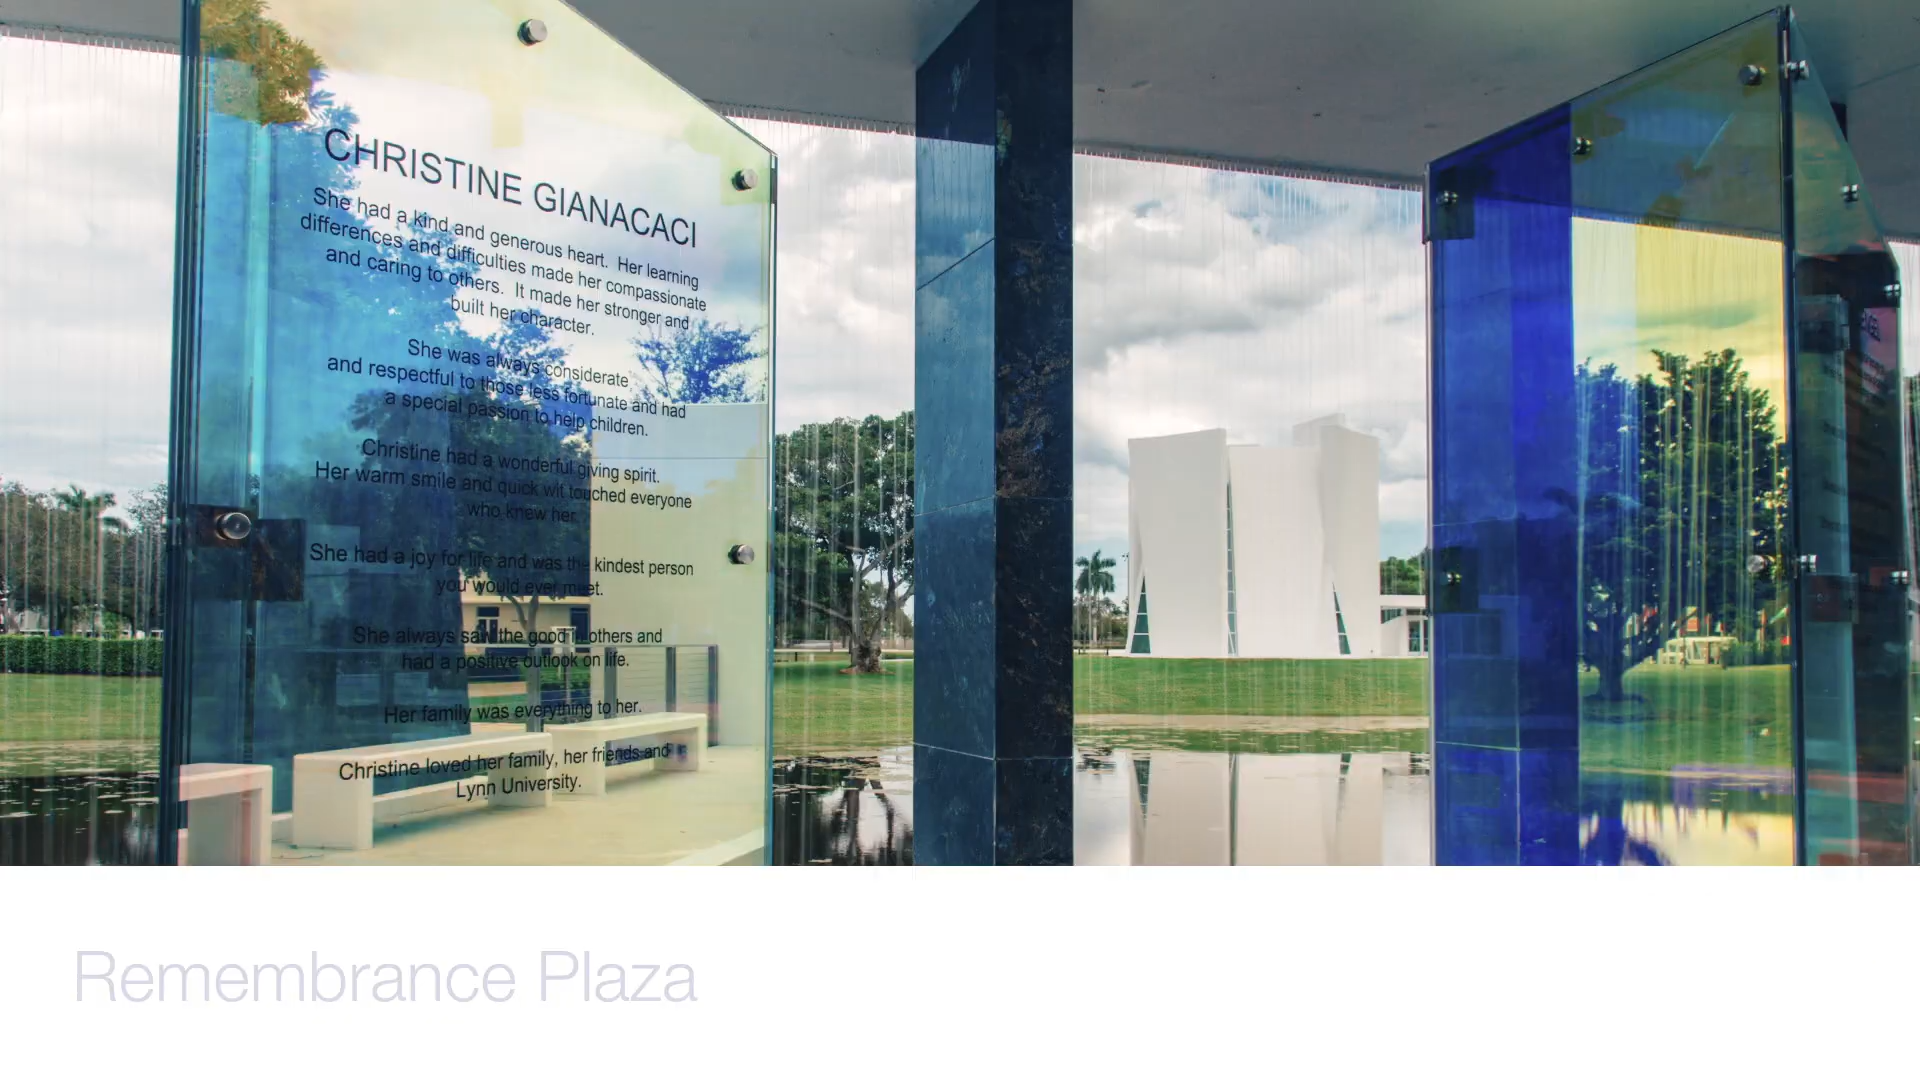 CHRISTINE GIANACACI
She had a kind and generous heart. Her learning
differences and difficulties made her compassionate
and caring to others. It made her stronger and
built her character.
She was always considerate
and respectful to those less fortunate and had
a special passion to help children.
Christine had a wonderful giving spirit.
Her warm smile and quick wit touched everyone
who knew her.
She had a joy for life and was the kindest person
you would ever meet.
She always saw the good in others and
had a positive outlook on life.
Her family was everything to her.
Christine loved her family, her friends and
Lynn University.
Remembrance Plaza